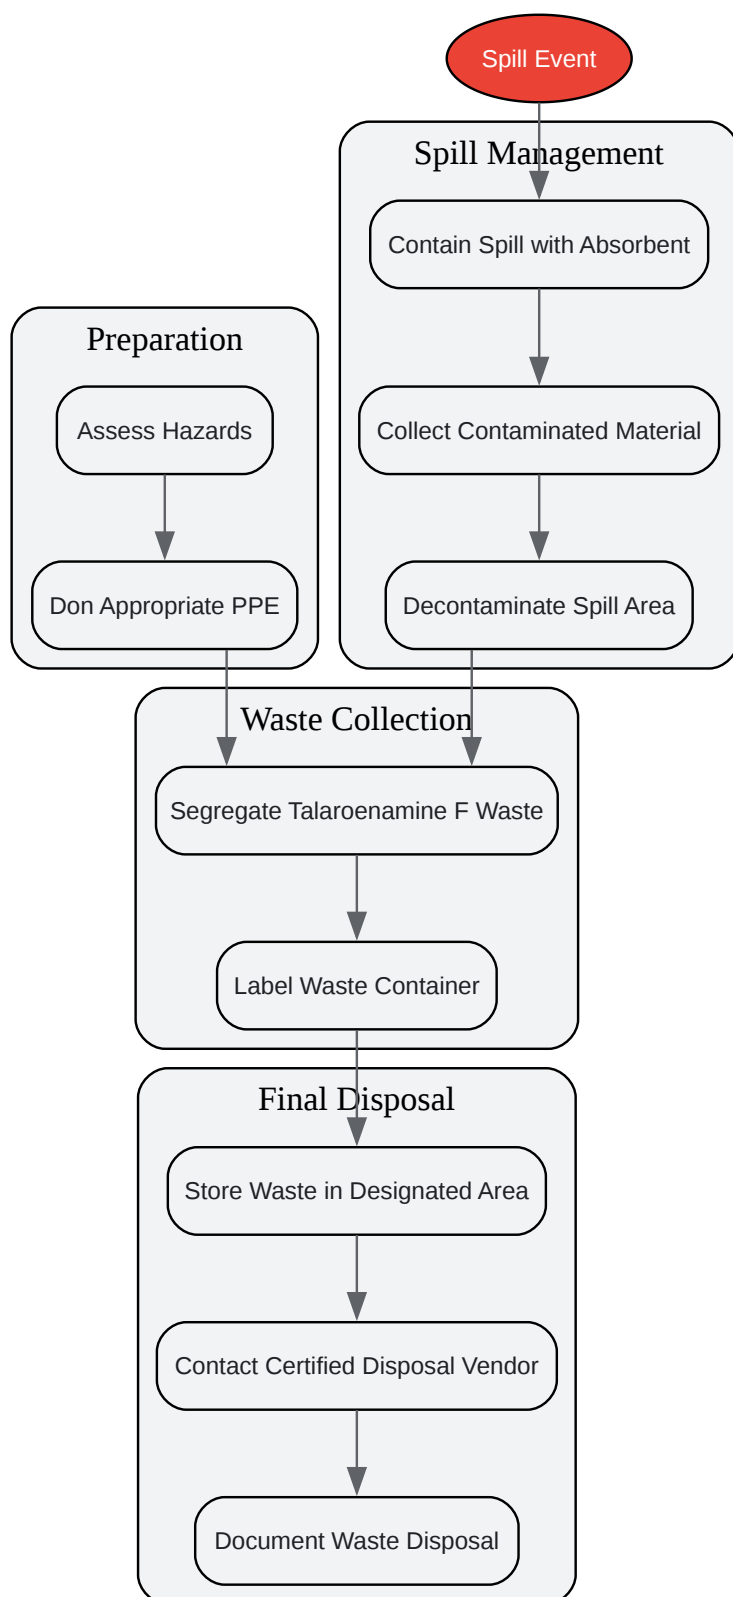 Spill Event
Spill Management
Contain Spill with Absorbent
Preparation
Assess Hazards
Collect Contaminated Material
Don Appropriate PPE
Decontaminate Spill Area
Waste Collection
Segregate Talaroenamine F Waste
Label Waste Container
Final Disposal
Store Waste in Designated Area
Contact Certified Disposal Vendor
Document Waste Disposal